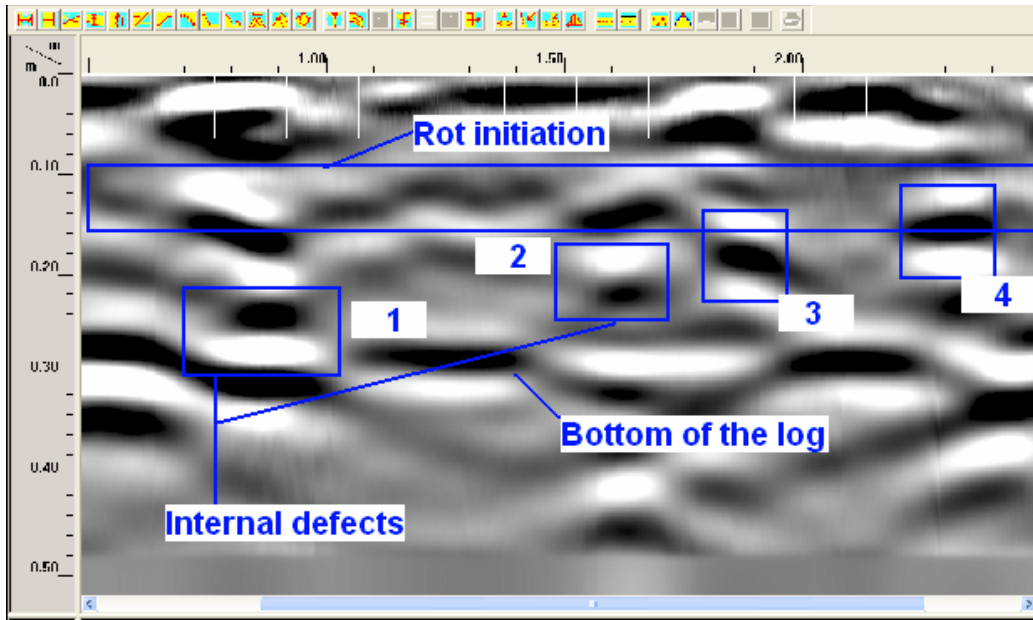 m
m
1.00
1.50
2.00
0.0
Rot initiation
0.10
2
0.20
1
3
4
0.30
Bottom of the log
0.40
Internal defects
0.50